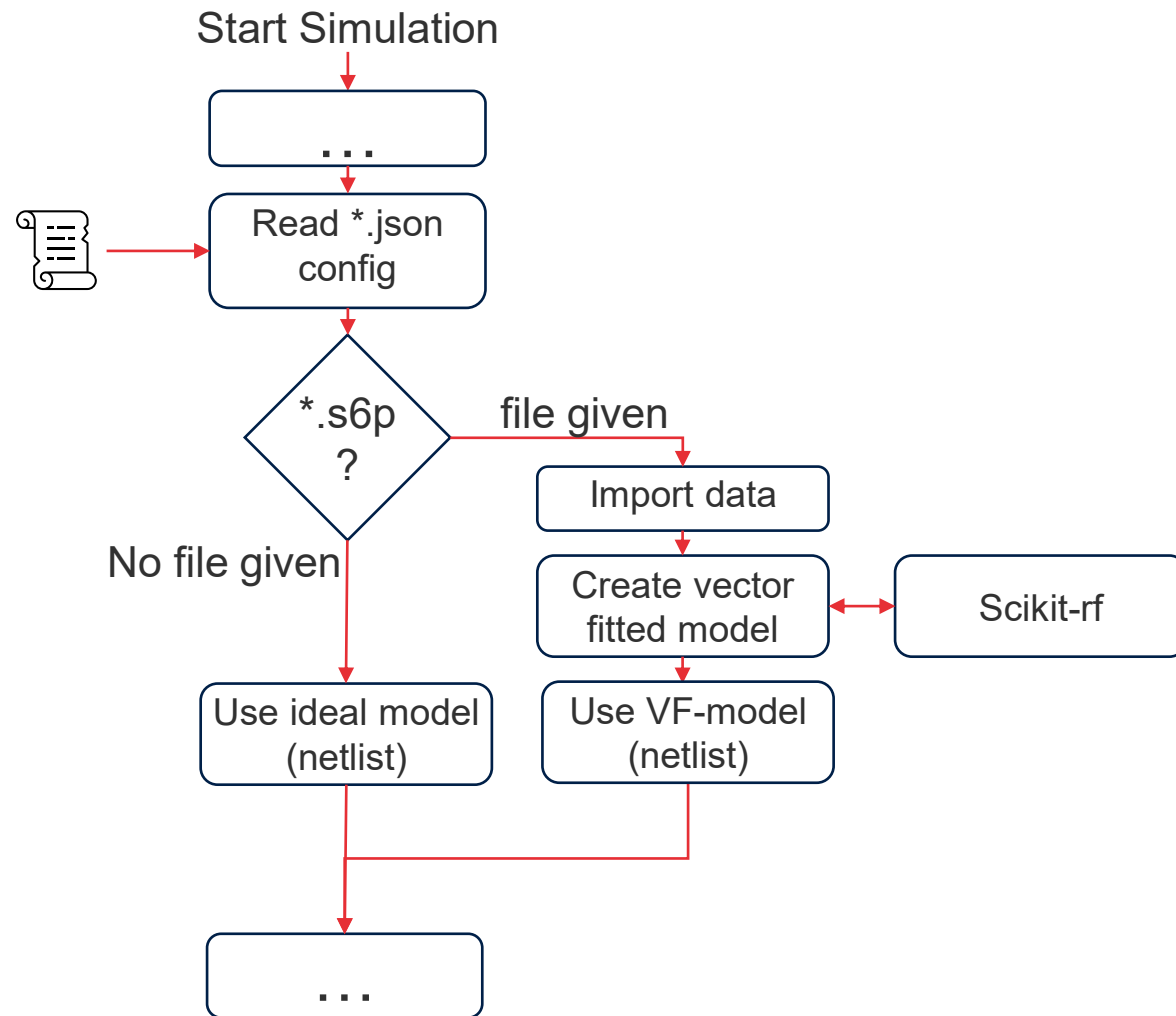 Start Simulation
...
Read *.json
config
*.s6p
?
file given
Import data
No file given
Create vector
fitted model
Scikit-rf
Use ideal model
(netlist)
Use VF-model
(netlist)
...